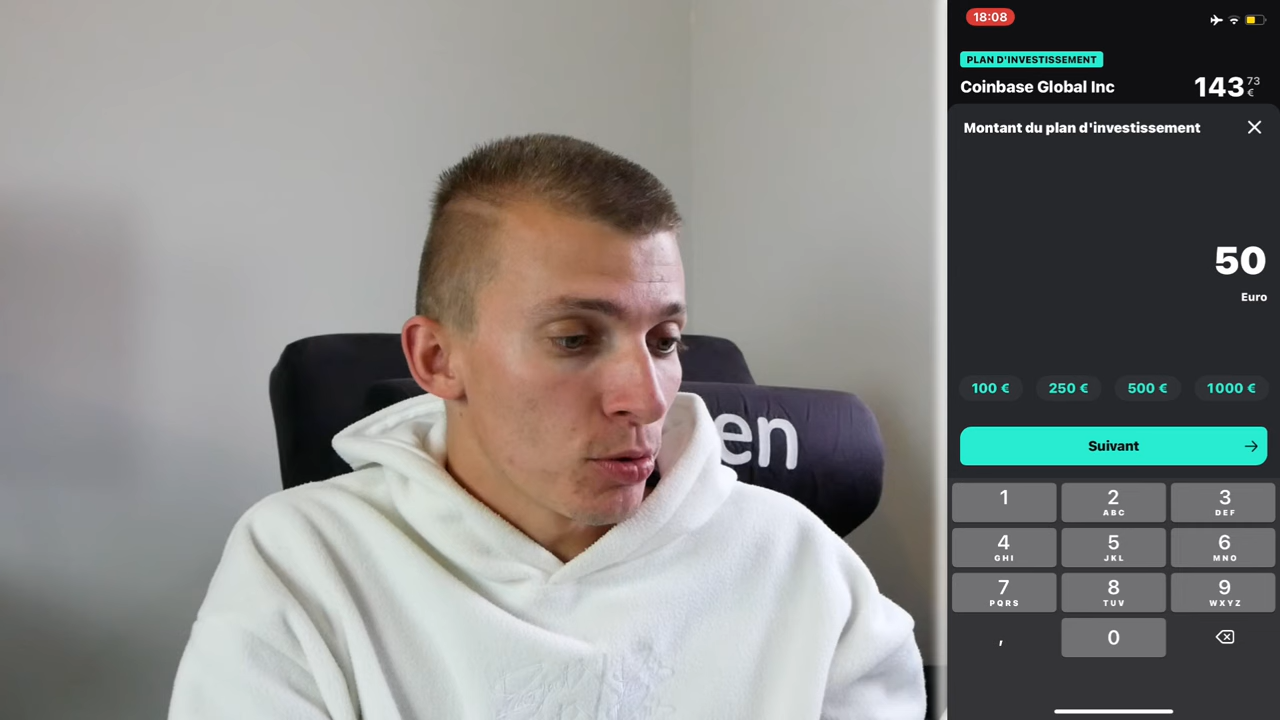 en
18:08
PLAN D'INVESTISSEMENT
Coinbase Global Inc
143 73 €
Montant du plan d'investissement
50
Euro
100 € 250 € 500 € 1000 €
Suivant
1 2 3
ABC DEF
4 5 6
GHI JKL MNO
7 8 9
PQRS TUV WXYZ
, 0